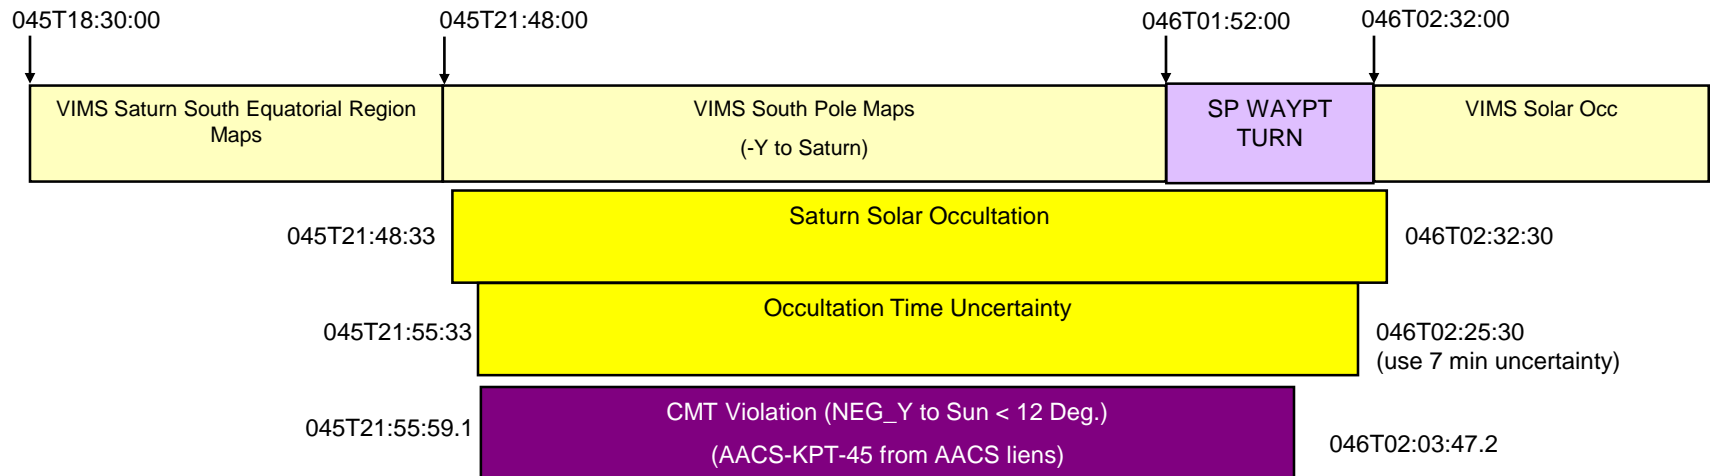 045T18:30:00
045T21:48:00
046T01:52:00
046T02:32:00
VIMS Saturn South Equatorial Region
Maps
VIMS South Pole Maps
(-Y to Saturn)
SP WAYPT
TURN
VIMS Solar Occ
045T21:48:33
Saturn Solar Occultation
046T02:32:30
045T21:55:33
Occultation Time Uncertainty
046T02:25:30
(use 7 min uncertainty)
045T21:55:59.1
CMT Violation (NEG_Y to Sun < 12 Deg.)
(AACS-KPT-45 from AACS liens)
046T02:03:47.2